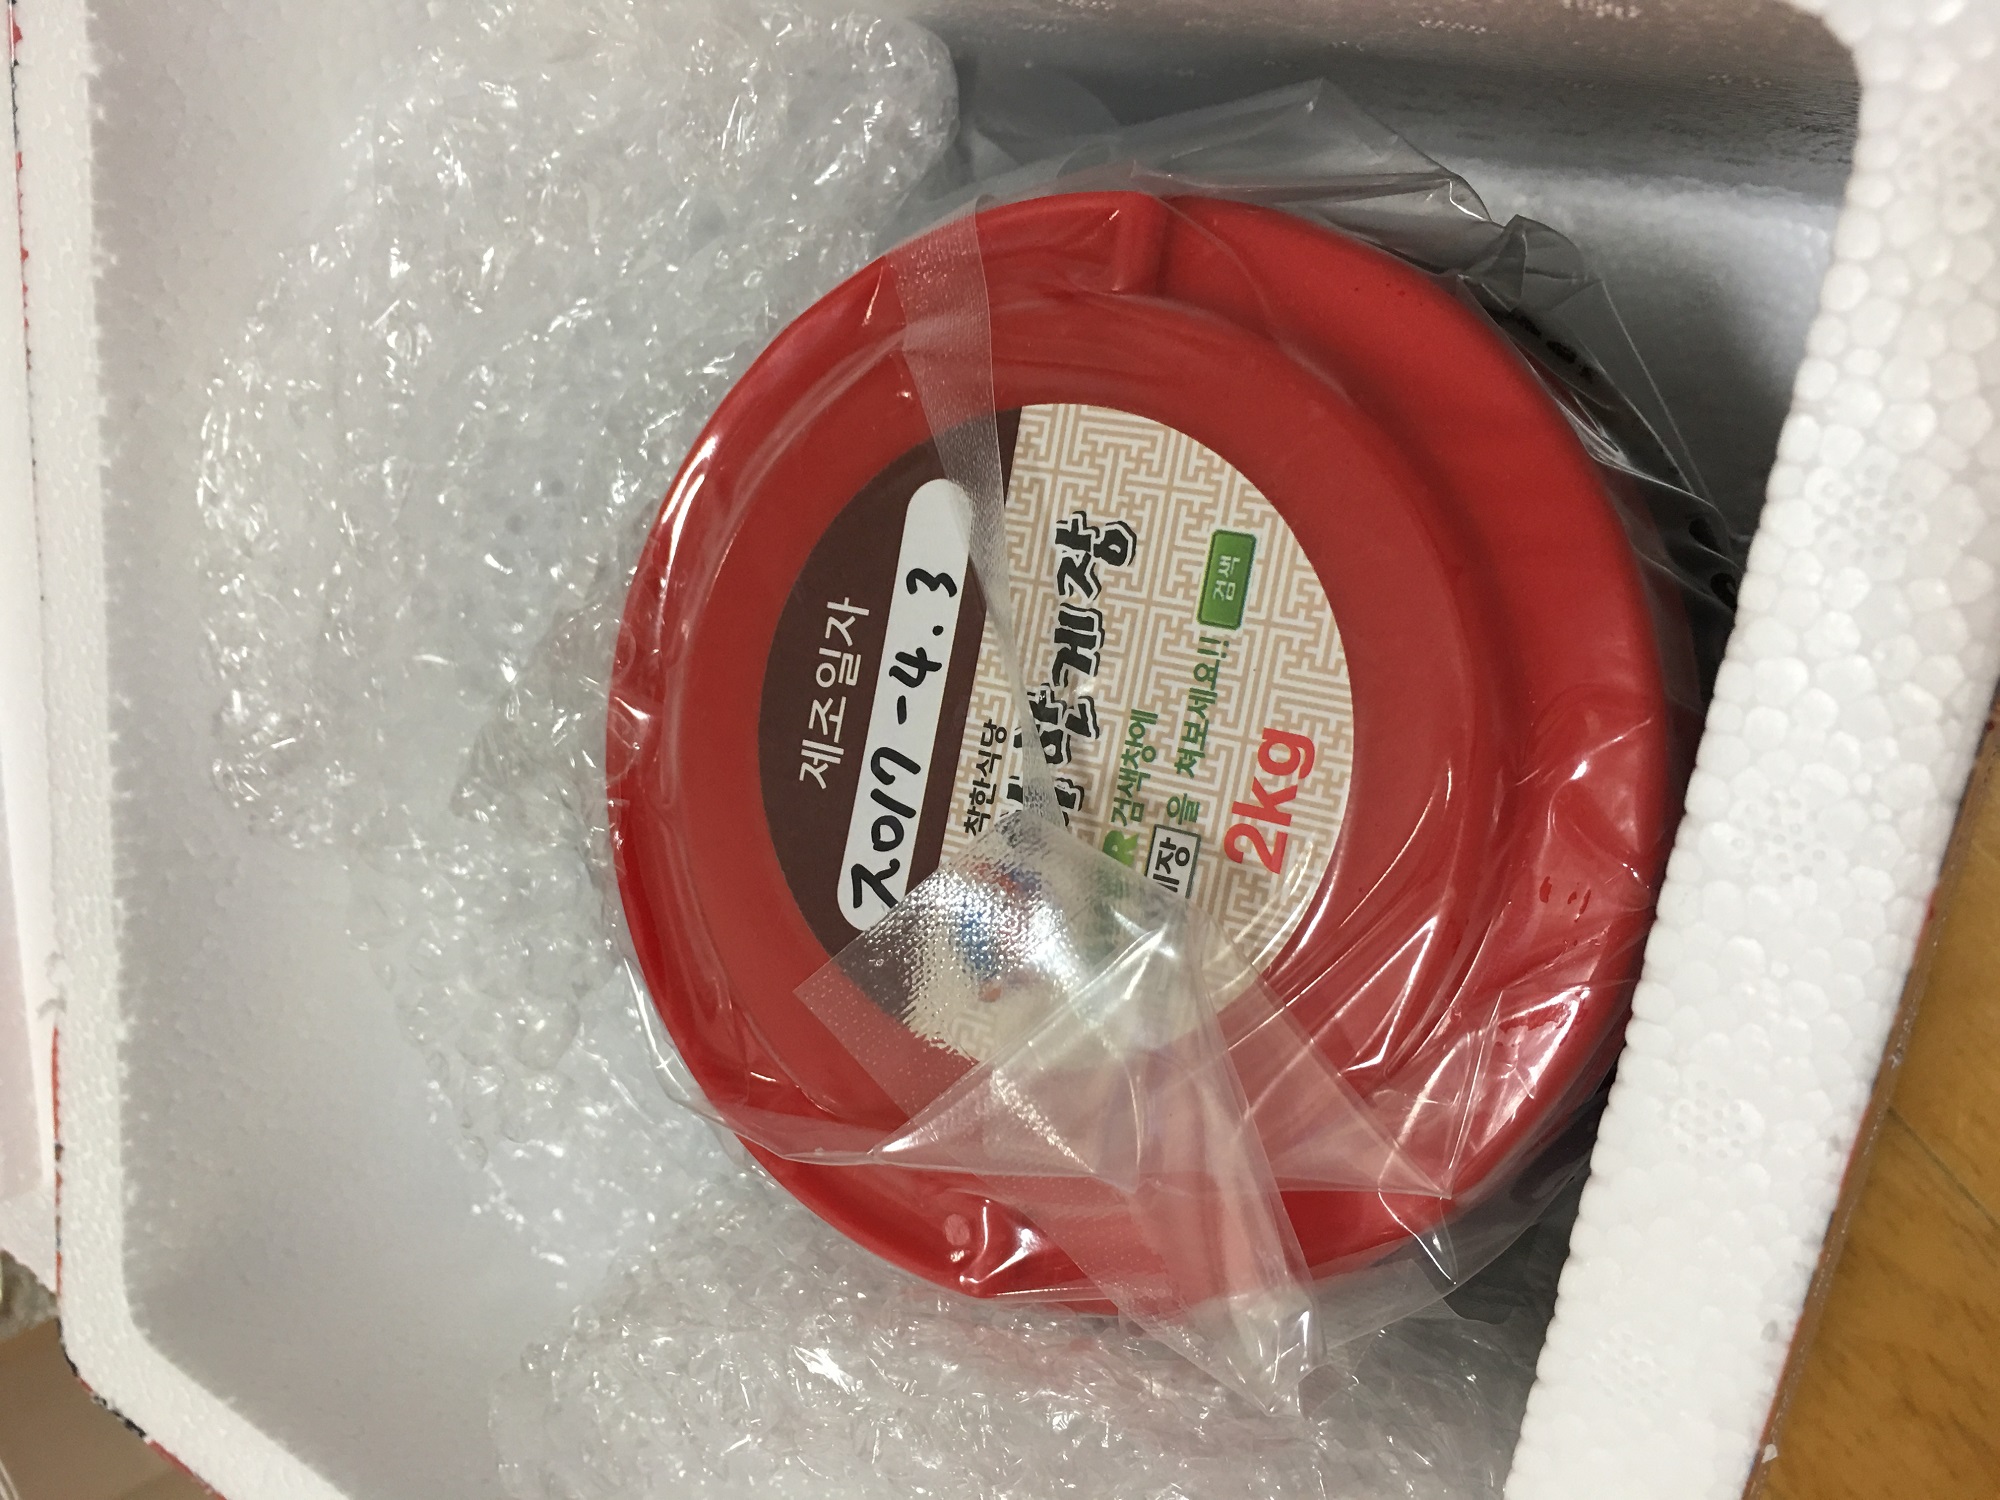 제조일자
2017-4.3
착한식당
게장
검색창에
을 쳐보세요!! 검색
2kg